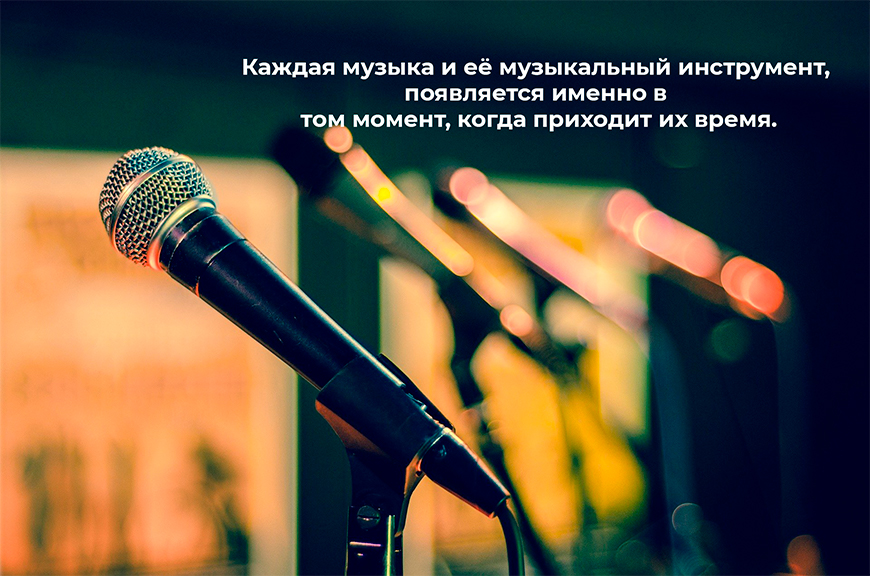 Каждая музыка и её музыкальный инструмент,
появляется именно в
том момент, когда приходит их время.